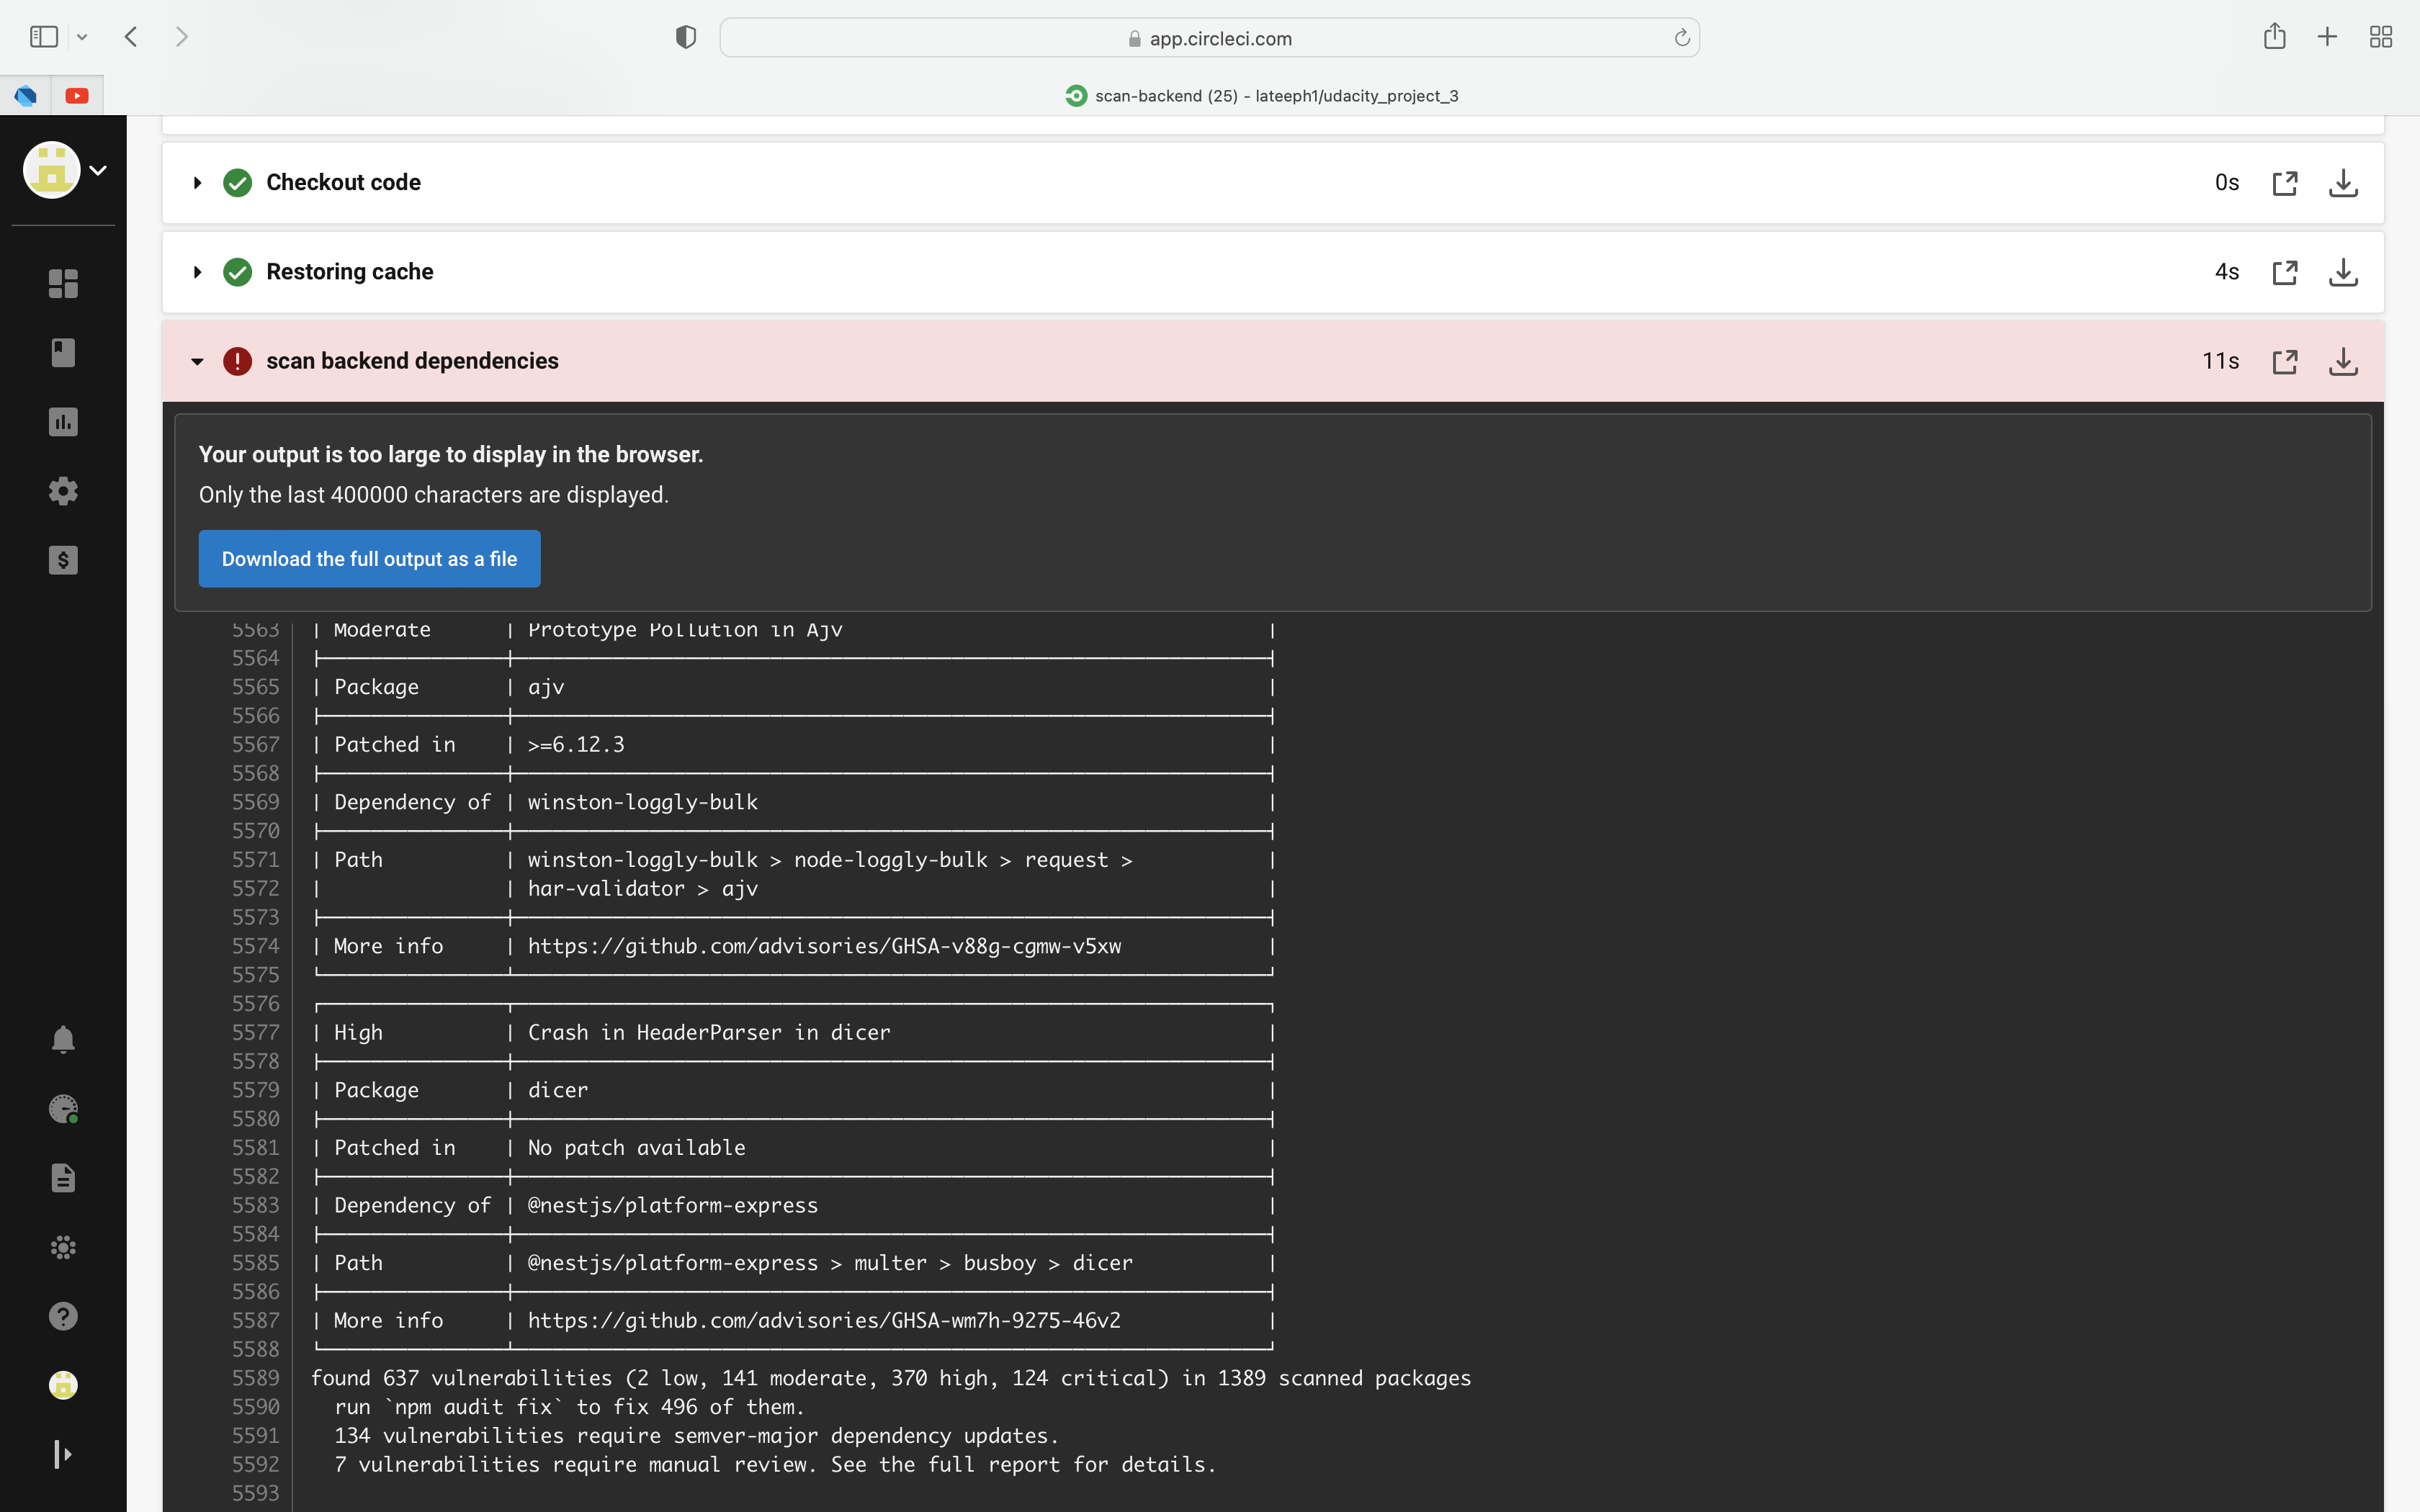 app.circleci.com
scan-backend (25) - lateeph1/udacity_project_3
Checkout code 0s
Restoring cache 4s
scan backend dependencies 11s
Your output is too large to display in the browser.
Only the last 400000 characters are displayed.
Download the full output as a file
5563 | Moderate | Prototype Pollution in Ajv |
5564
5565 | Package | ajv |
5566
5567 | Patched in | >=6.12.3 |
5568
5569 | Dependency of | winston-loggly-bulk |
5570
5571 | Path | winston-loggly-bulk > node-loggly-bulk > request > |
5572 | | har-validator > ajv |
5573
5574 | More info | https://github.com/advisories/GHSA-v88g-cgmw-v5xw |
5575
5576
5577 | High | Crash in HeaderParser in dicer |
5578
5579 | Package | dicer |
5580
5581 | Patched in | No patch available |
5582
5583 | Dependency of | @nestjs/platform-express |
5584
5585 | Path | @nestjs/platform-express > multer > busboy > dicer |
5586
5587 | More info | https://github.com/advisories/GHSA-wm7h-9275-46v2 |
5588
5589 found 637 vulnerabilities (2 low, 141 moderate, 370 high, 124 critical) in 1389 scanned packages
5590 run `npm audit fix` to fix 496 of them.
5591 134 vulnerabilities require semver-major dependency updates.
5592 7 vulnerabilities require manual review. See the full report for details.
5593